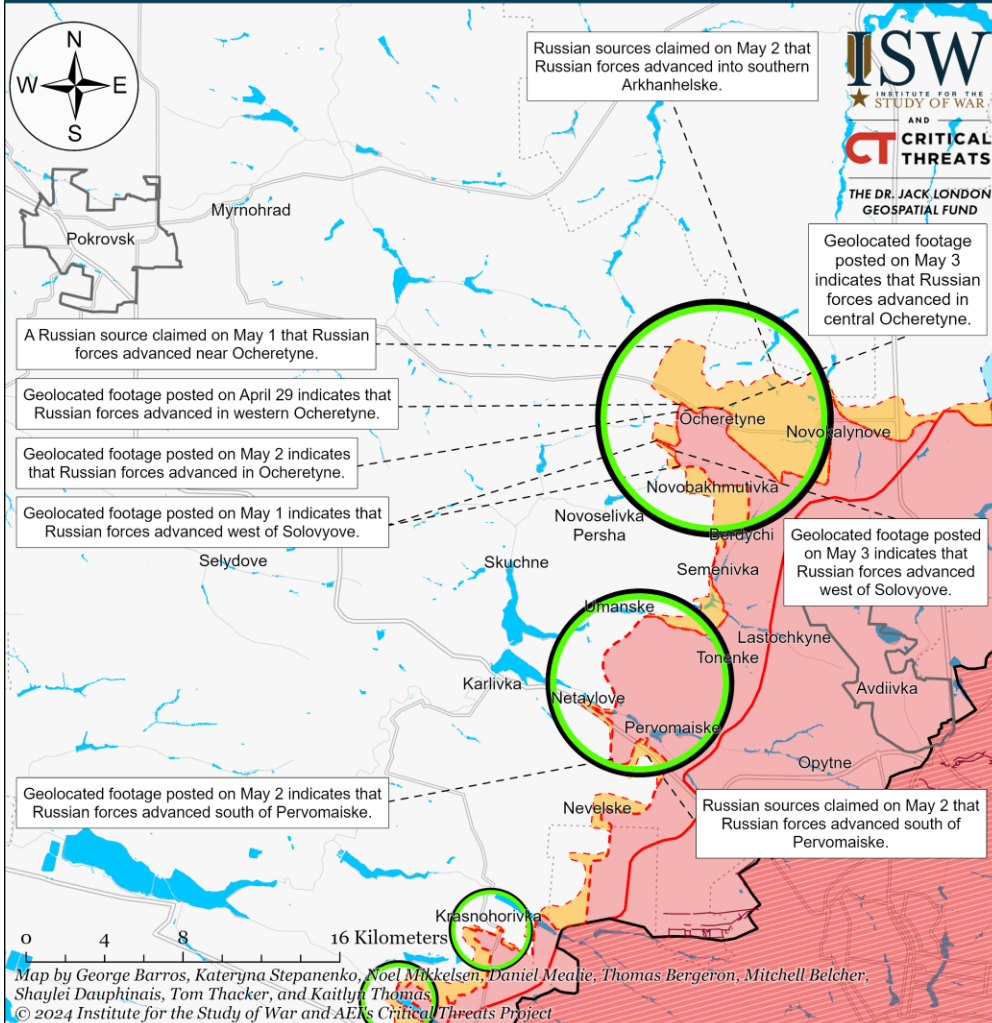 N
W
E
S
Russian sources claimed on May 2 that
Russian forces advanced into southern
Arkhanhelske.
ISW
INSTITUTE FOR THE
STUDY OF WAR
AND
CT CRITICAL
THREATS
THE DR. JACK LONDON
GEOSPATIAL FUND
Myrnohrad
Pokrovsk
Geolocated footage
posted on May 3
indicates that Russian
forces advanced in
central Ocheretyne.
A Russian source claimed on May 1 that Russian
forces advanced near Ocheretyne.
Geolocated footage posted on April 29 indicates that
Russian forces advanced in western Ocheretyne.
Geolocated footage posted on May 2 indicates
that Russian forces advanced in Ocheretyne.
Geolocated footage posted on May 1 indicates that
Russian forces advanced west of Solovyove.
Ocheretyne
Novokalynove
Novobakhmutivka
Novoselivka
Persha
Berdychi
Geolocated footage posted
on May 3 indicates that
Russian forces advanced
west of Solovyove.
Selydove
Skuchne
Semenivka
Umanske
Lastochkyne
Tonenke
Karlivka
Netaylove
Avdiivka
Pervomaiske
Opytne
Geolocated footage posted on May 2 indicates that
Russian forces advanced south of Pervomaiske.
Nevelske
Russian sources claimed on May 2 that
Russian forces advanced south of
Pervomaiske.
Krasnohorivka
0 4 8 16 Kilometers
Map by George Barros, Kateryna Stepanenko, Noel Mikkelsen, Daniel Mealie, Thomas Bergeron, Mitchell Belcher,
Shaylei Dauphinais, Tom Thacker, and Kaitlyn Thomas
© 2024 Institute for the Study of War and AEI's Critical Threats Project